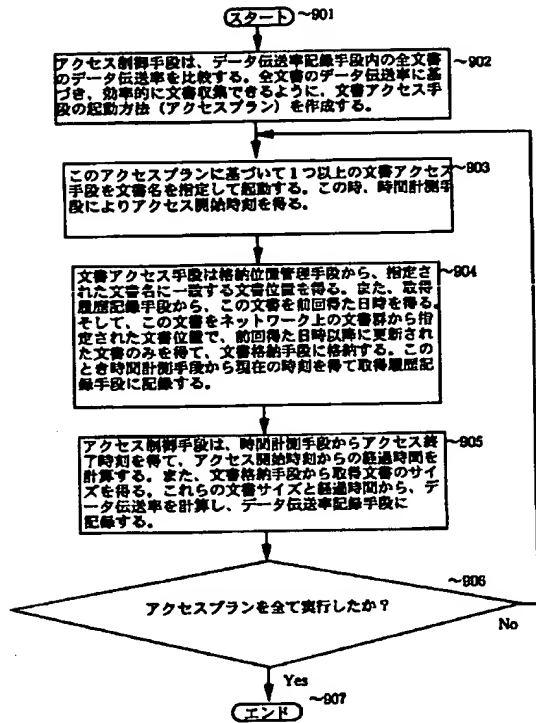 スタート ~901
アクセス制御手段は、データ伝送率記録手段内の全文書
のデータ伝送率を比較する。全文書のデータ伝送率に基
づき、効率的に文書収集できるように、文書アクセス手
段の起動方法（アクセスプラン）を作成する。
~902
このアクセスプランに基づいて1つ以上の文書アクセス
手段を文書名を指定して起動する。この時、時間計測手
段によりアクセス開始時刻を得る。
~903
文書アクセス手段は格納位置管理手段から、指定さ
れた文書名に一致する文書位置を得る。また、取得
履歴記録手段から、この文書を前回得た日時を得る。
そして、この文書をネットワーク上の文書群から指
定された文書位置で、前回得た日時以降に更新され
た文書のみを得て、文書格納手段に格納する。この
とき時間計測手段から現在の時刻を得て取得履歴記
録手段に記録する。
~904
アクセス制御手段は、時間計測手段からアクセス終
了時刻を得て、アクセス開始時刻からの経過時間を
計算する。また、文書格納手段から取得文書のサイ
ズを得る。これらの文書サイズと経過時間から、デ
ータ伝送率を計算し、データ伝送率記録手段に
記録する。
~905
~906
アクセスプランを全て実行したか？
No
Yes
エンド ~907